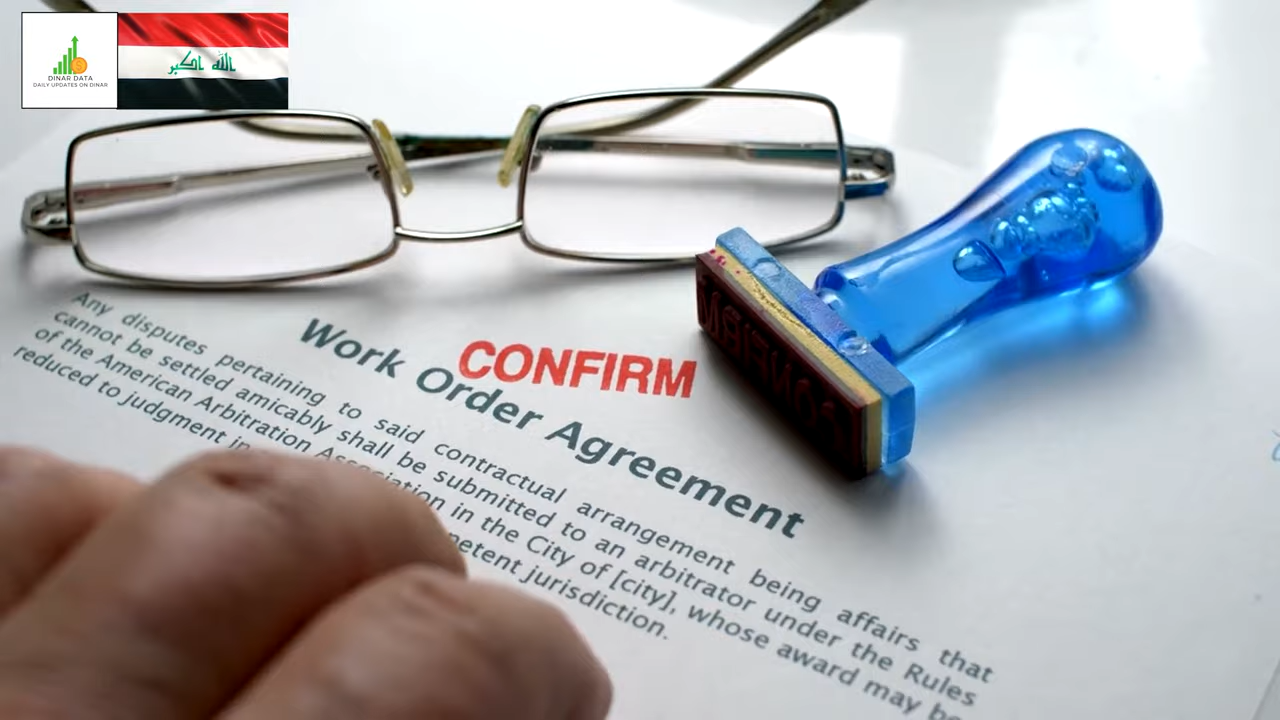 DINAR DATA
DAILY UPDATES ON DINAR
الله اكبر
CONFIRM
Work Order Agreement
Any disputes pertaining to said contractual arrangement being affairs that
cannot be settled amicably shall be submitted to an arbitrator under the Rules
of the American Arbitration Association in the City of [city], whose award may be
reduced to judgment in petent jurisdiction.
CONFIRM